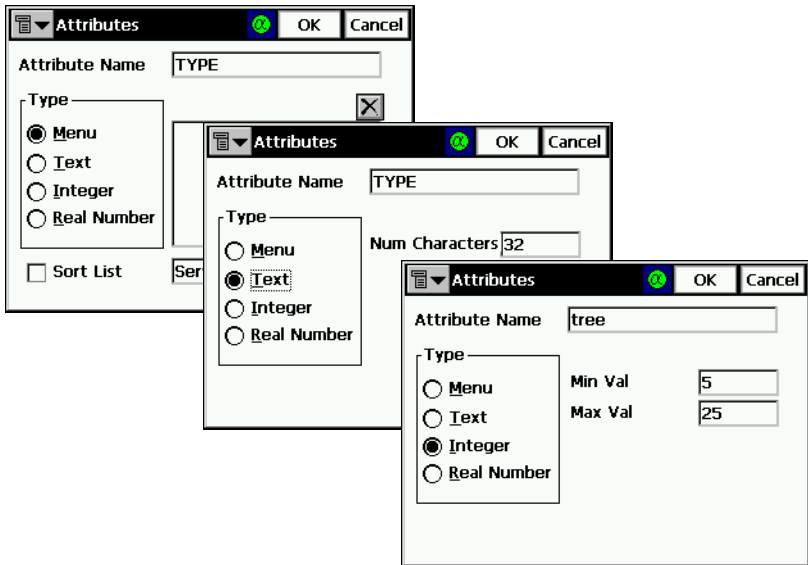 Attributes α OK Cancel
Attribute Name TYPE
Type
Menu
Text
Integer
Real Number
Sort List Ser
Attributes α OK Cancel
Attribute Name TYPE
Type
Menu
Num Characters 32
Text
Integer
Real Number
Attributes α OK Cancel
Attribute Name tree
Type
Menu
Min Val 5
Text
Max Val 25
Integer
Real Number